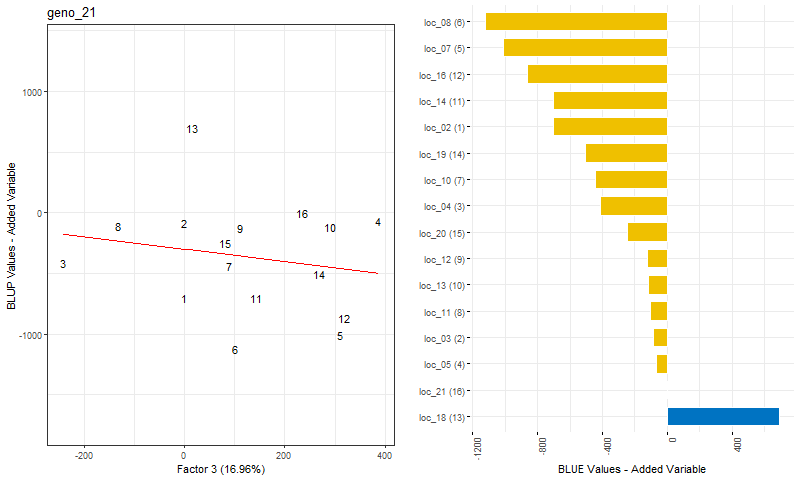 geno_21
BLUP Values - Added Variable
1000
0
-1000
13
16
4
8
2
9
10
15
3
7
14
1
11
12
5
6
-200
0
200
400
Factor 3 (16.96%)
loc_08 (6)
loc_07 (5)
loc_16 (12)
loc_14 (11)
loc_02 (1)
loc_19 (14)
loc_10 (7)
loc_04 (3)
loc_20 (15)
loc_12 (9)
loc_13 (10)
loc_11 (8)
loc_03 (2)
loc_05 (4)
loc_21 (16)
loc_18 (13)
-1200
-800
-400
0
400
BLUE Values - Added Variable